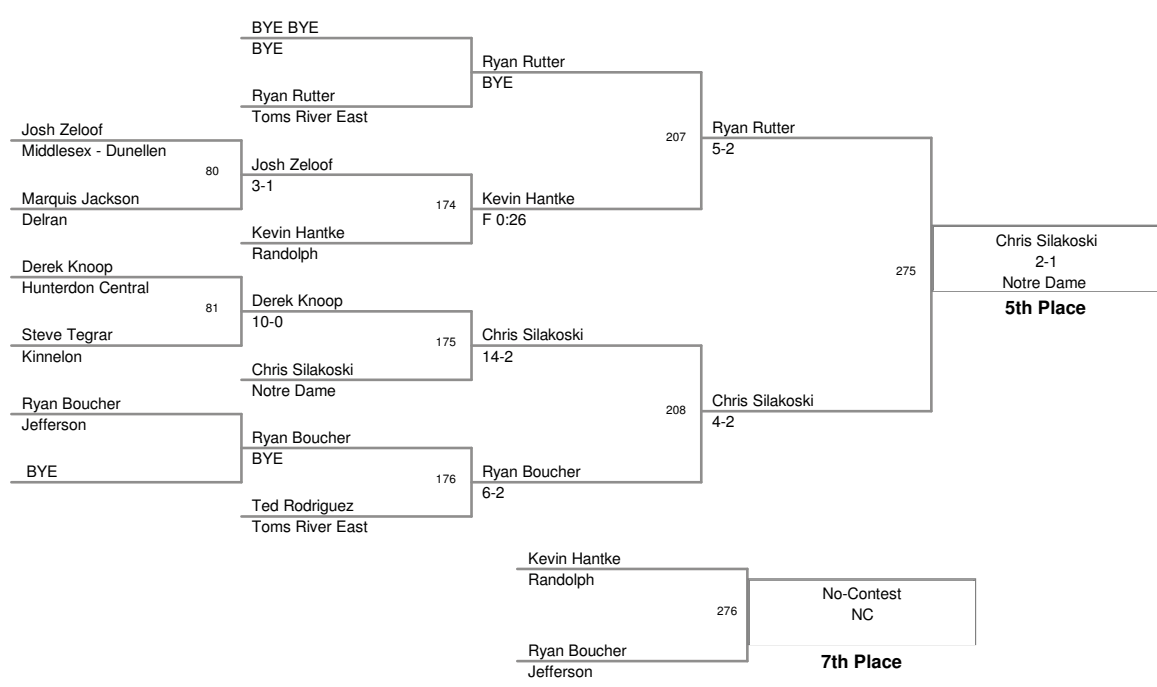 BYE BYE
BYE
Ryan Rutter
BYE
Ryan Rutter
Toms River East
Josh Zeloof
Middlesex - Dunellen
207
Ryan Rutter
5-2
80
Josh Zeloof
3-1
Marquis Jackson
Delran
174
Kevin Hantke
F 0:26
Kevin Hantke
Randolph
Chris Silakoski
2-1
Notre Dame
5th Place
275
Derek Knoop
Hunterdon Central
81
Derek Knoop
10-0
Steve Tegrar
Kinnelon
175
Chris Silakoski
14-2
Chris Silakoski
Notre Dame
208
Chris Silakoski
4-2
Ryan Boucher
Jefferson
Ryan Boucher
BYE
BYE
176
Ryan Boucher
6-2
Ted Rodriguez
Toms River East
Kevin Hantke
Randolph
276
No-Contest
NC
7th Place
Ryan Boucher
Jefferson